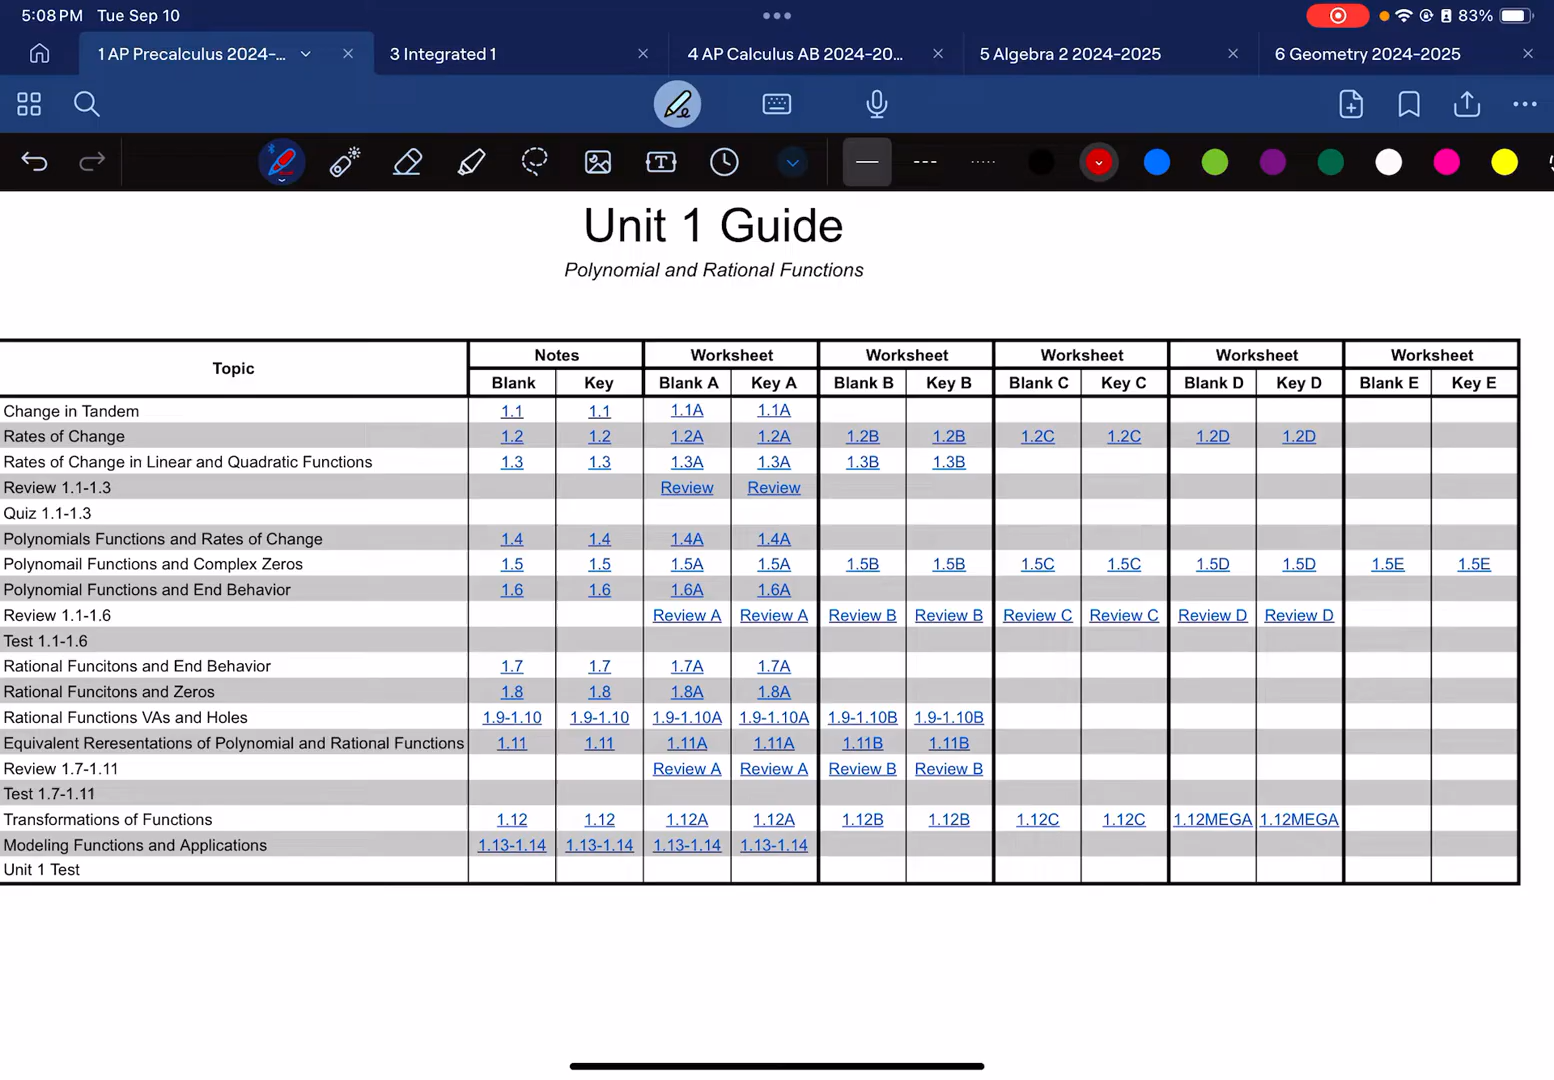 5:08 PM Tue Sep 10 83%
1 AP Precalculus 2024-... 3 Integrated 1 4 AP Calculus AB 2024-20... 5 Algebra 2 2024-2025 6 Geometry 2024-2025
Unit 1 Guide
Polynomial and Rational Functions
Topic Notes Worksheet Worksheet Worksheet Worksheet Worksheet
Blank Key Blank A Key A Blank B Key B Blank C Key C Blank D Key D Blank E Key E
Change in Tandem 1.1 1.1 1.1A 1.1A
Rates of Change 1.2 1.2 1.2A 1.2A 1.2B 1.2B 1.2C 1.2C 1.2D 1.2D
Rates of Change in Linear and Quadratic Functions 1.3 1.3 1.3A 1.3A 1.3B 1.3B
Review 1.1-1.3 Review Review
Quiz 1.1-1.3
Polynomials Functions and Rates of Change 1.4 1.4 1.4A 1.4A
Polynomail Functions and Complex Zeros 1.5 1.5 1.5A 1.5A 1.5B 1.5B 1.5C 1.5C 1.5D 1.5D 1.5E 1.5E
Polynomial Functions and End Behavior 1.6 1.6 1.6A 1.6A
Review 1.1-1.6 Review A Review A Review B Review B Review C Review C Review D Review D
Test 1.1-1.6
Rational Funcitons and End Behavior 1.7 1.7 1.7A 1.7A
Rational Funcitons and Zeros 1.8 1.8 1.8A 1.8A
Rational Functions VAs and Holes 1.9-1.10 1.9-1.10 1.9-1.10A 1.9-1.10A 1.9-1.10B 1.9-1.10B
Equivalent Reresentations of Polynomial and Rational Functions 1.11 1.11 1.11A 1.11A 1.11B 1.11B
Review 1.7-1.11 Review A Review A Review B Review B
Test 1.7-1.11
Transformations of Functions 1.12 1.12 1.12A 1.12A 1.12B 1.12B 1.12C 1.12C 1.12MEGA 1.12MEGA
Modeling Functions and Applications 1.13-1.14 1.13-1.14 1.13-1.14 1.13-1.14
Unit 1 Test